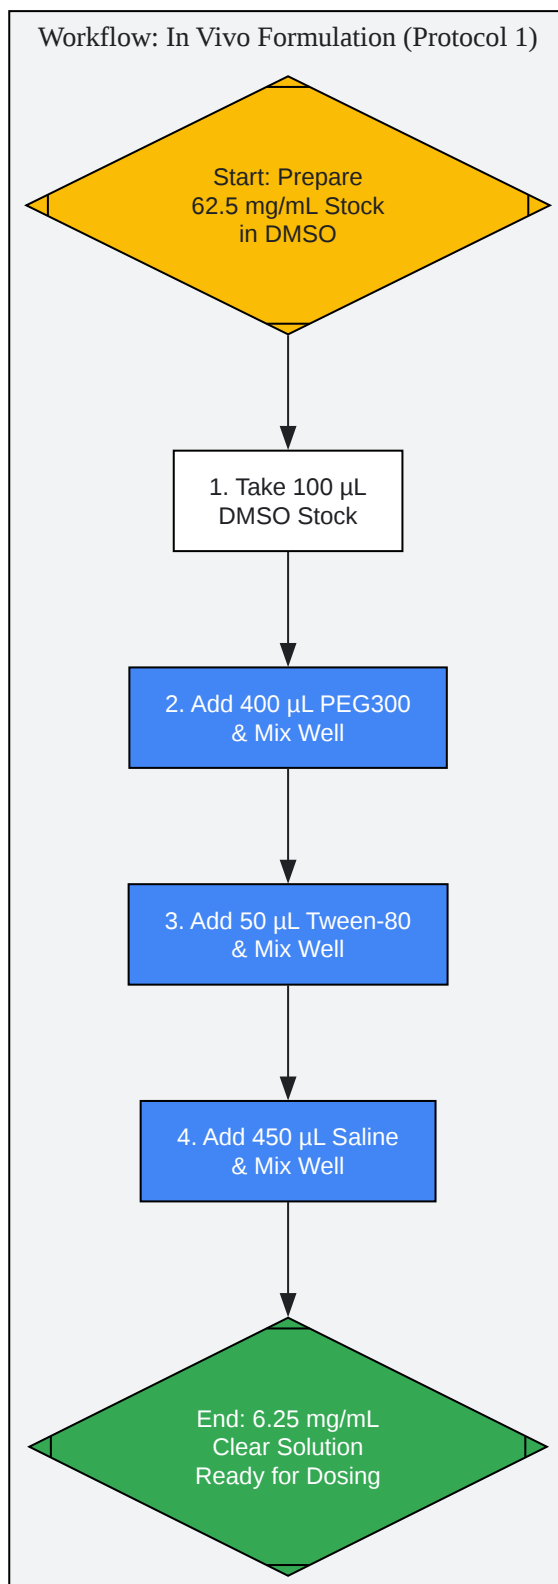 Workflow: In Vivo Formulation (Protocol 1)
Start: Prepare
62.5 mg/mL Stock
in DMSO
1. Take 100 µL
DMSO Stock
2. Add 400 µL PEG300
& Mix Well
3. Add 50 µL Tween-80
& Mix Well
4. Add 450 µL Saline
& Mix Well
End: 6.25 mg/mL
Clear Solution
Ready for Dosing